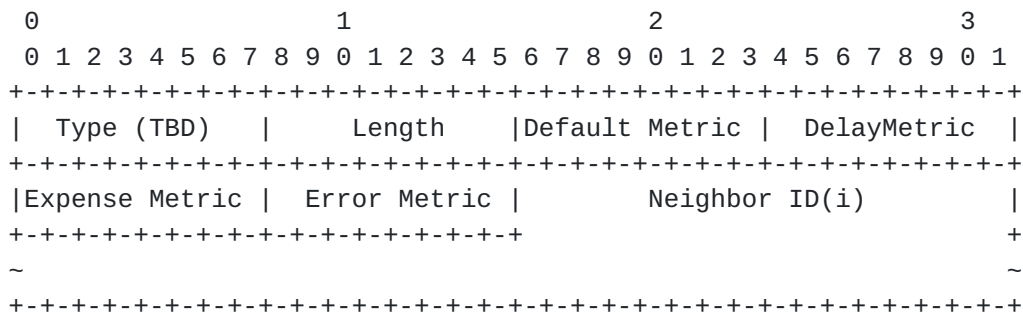 0                   1                   2                   3
 0 1 2 3 4 5 6 7 8 9 0 1 2 3 4 5 6 7 8 9 0 1 2 3 4 5 6 7 8 9 0 1
+-+-+-+-+-+-+-+-+-+-+-+-+-+-+-+-+-+-+-+-+-+-+-+-+-+-+-+-+-+-+-+-+
|  Type (TBD)   |     Length    |Default Metric |  DelayMetric  |
+-+-+-+-+-+-+-+-+-+-+-+-+-+-+-+-+-+-+-+-+-+-+-+-+-+-+-+-+-+-+-+-+
|Expense Metric |  Error Metric |        Neighbor ID(i)         |
+-+-+-+-+-+-+-+-+-+-+-+-+-+-+-+-+                               +
~                                                               ~
+-+-+-+-+-+-+-+-+-+-+-+-+-+-+-+-+-+-+-+-+-+-+-+-+-+-+-+-+-+-+-+-+